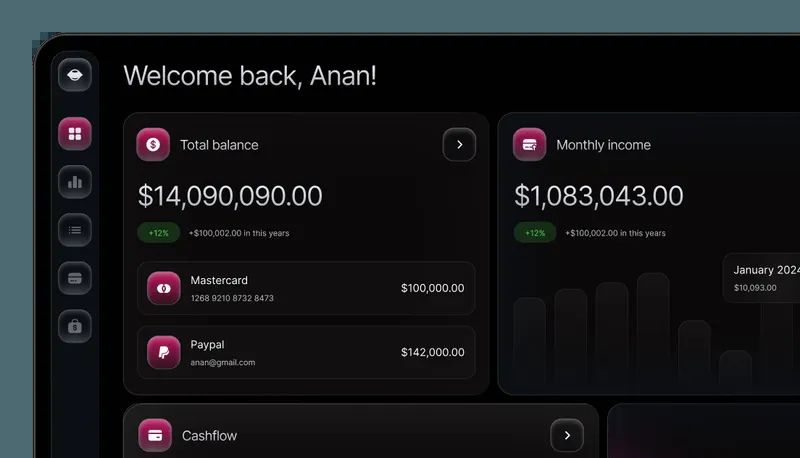 Welcome back, Anan!
Total balance
$14,090,090.00
+12% +$100,002.00 in this years
Mastercard
1268 9210 8732 8473
$100,000.00
Paypal
anan@gmail.com
$142,000.00
Monthly income
$1,083,043.00
+12% +$100,002.00 in this years
January 2024
$10,093.00
Cashflow